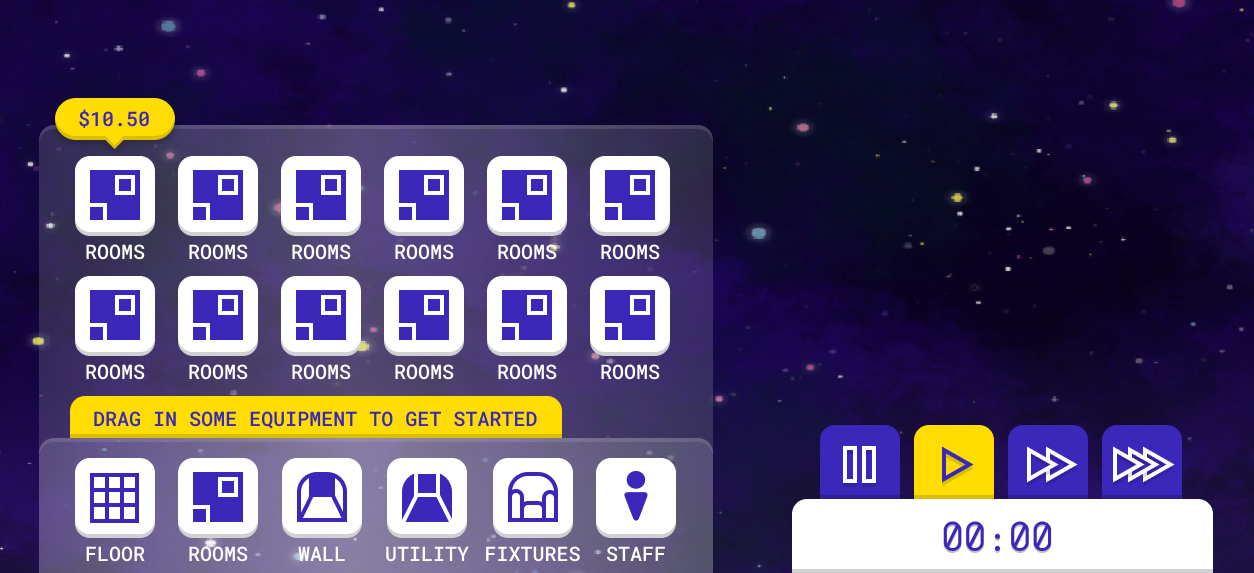 $10.50
ROOMS ROOMS ROOMS ROOMS ROOMS ROOMS
ROOMS ROOMS ROOMS ROOMS ROOMS ROOMS
DRAG IN SOME EQUIPMENT TO GET STARTED
FLOOR ROOMS WALL UTILITY FIXTURES STAFF
00:00